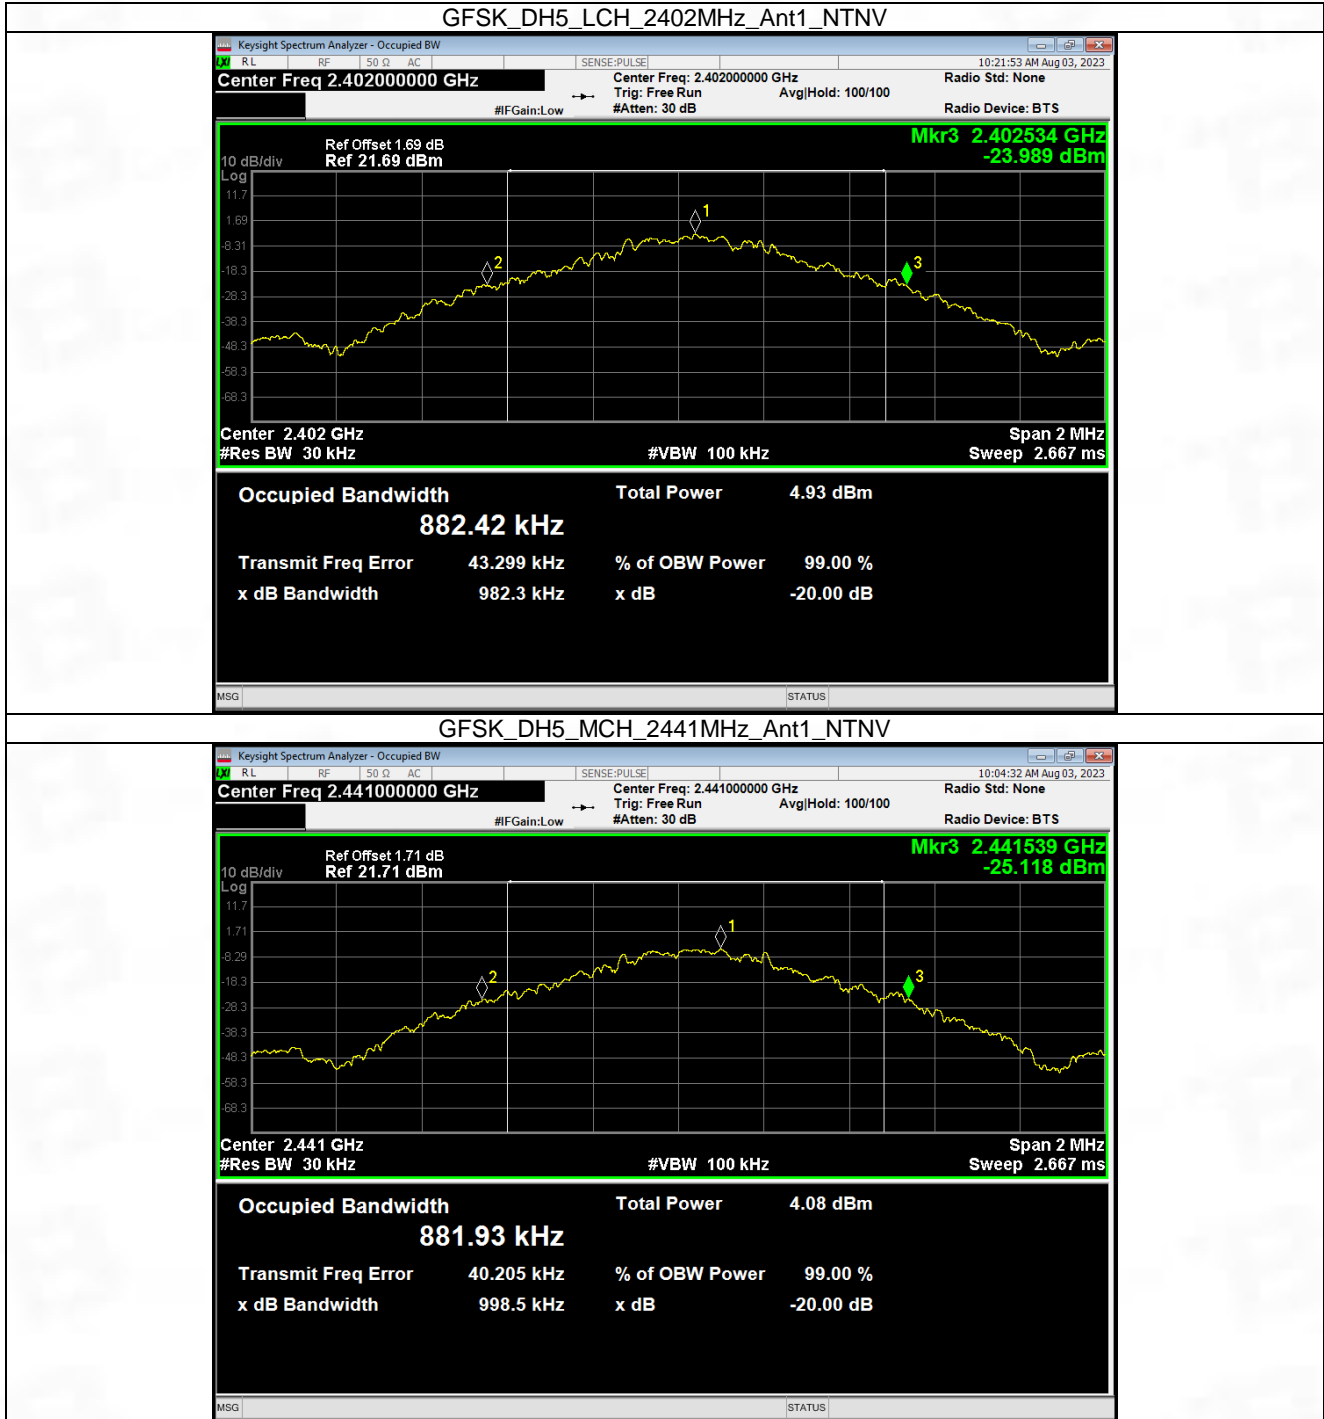 GFSK_DH5_LCH_2402MHz_Ant1_NTNV
Keysight Spectrum Analyzer - Occupied BW
LXI RL RF 50 Ω AC SENSE:PULSE 10:21:53 AM Aug 03, 2023
Center Freq 2.402000000 GHz Center Freq: 2.402000000 GHz Radio Std: None
Trig: Free Run Avg|Hold: 100/100
#IFGain:Low #Atten: 30 dB Radio Device: BTS
Mkr3 2.402534 GHz
-23.989 dBm
Ref Offset 1.69 dB
10 dB/div Ref 21.69 dBm
Log
11.7
1.69
-8.31
-18.3
-28.3
-38.3
-48.3
-58.3
-68.3
1
2
3
Center 2.402 GHz Span 2 MHz
#Res BW 30 kHz #VBW 100 kHz Sweep 2.667 ms
Occupied Bandwidth Total Power 4.93 dBm
882.42 kHz
Transmit Freq Error 43.299 kHz % of OBW Power 99.00 %
x dB Bandwidth 982.3 kHz x dB -20.00 dB
MSG STATUS
GFSK_DH5_MCH_2441MHz_Ant1_NTNV
Keysight Spectrum Analyzer - Occupied BW
LXI RL RF 50 Ω AC SENSE:PULSE 10:04:32 AM Aug 03, 2023
Center Freq 2.441000000 GHz Center Freq: 2.441000000 GHz Radio Std: None
Trig: Free Run Avg|Hold: 100/100
#IFGain:Low #Atten: 30 dB Radio Device: BTS
Mkr3 2.441539 GHz
-25.118 dBm
Ref Offset 1.71 dB
10 dB/div Ref 21.71 dBm
Log
11.7
1.71
-8.29
-18.3
-28.3
-38.3
-48.3
-58.3
-68.3
1
2
3
Center 2.441 GHz Span 2 MHz
#Res BW 30 kHz #VBW 100 kHz Sweep 2.667 ms
Occupied Bandwidth Total Power 4.08 dBm
881.93 kHz
Transmit Freq Error 40.205 kHz % of OBW Power 99.00 %
x dB Bandwidth 998.5 kHz x dB -20.00 dB
MSG STATUS